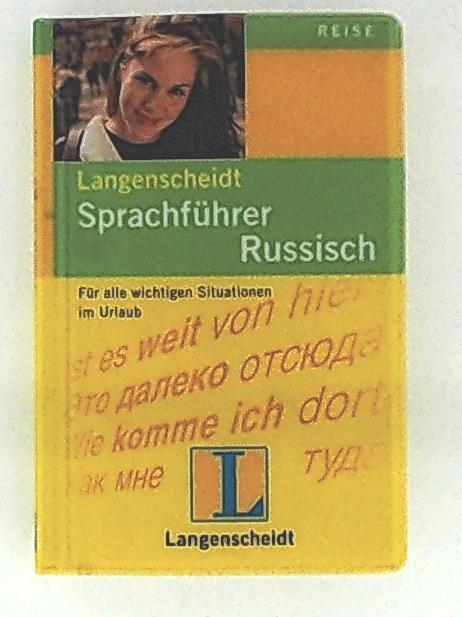 REISE
Langenscheidt
Sprachführer
Russisch
Für alle wichtigen Situationen
im Urlaub
st es weit von hier
это далеко отсюда
Wie komme ich dort
ак мне туда
L
Langenscheidt